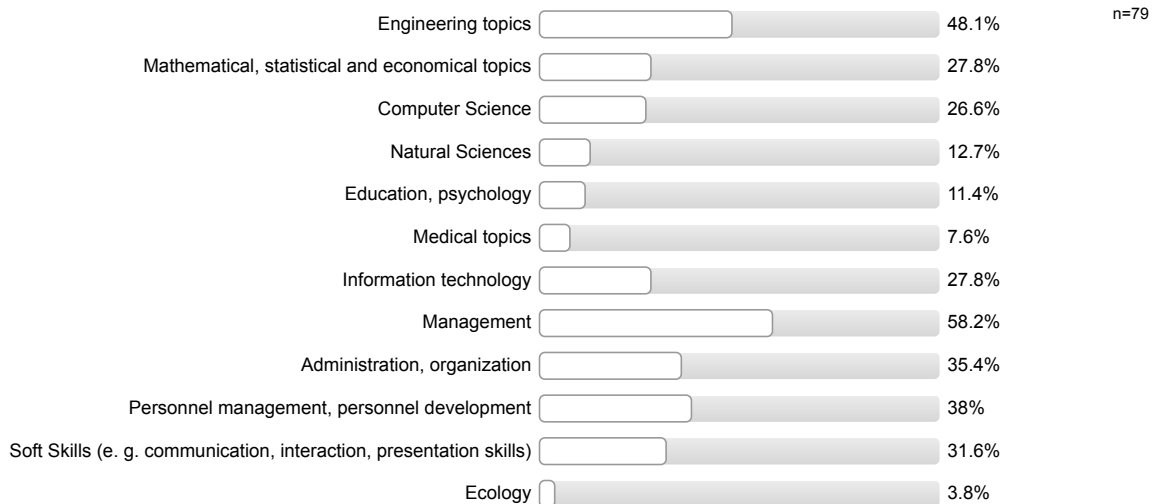 Engineering topics 48.1% n=79
Mathematical, statistical and economical topics 27.8%
Computer Science 26.6%
Natural Sciences 12.7%
Education, psychology 11.4%
Medical topics 7.6%
Information technology 27.8%
Management 58.2%
Administration, organization 35.4%
Personnel management, personnel development 38%
Soft Skills (e. g. communication, interaction, presentation skills) 31.6%
Ecology 3.8%